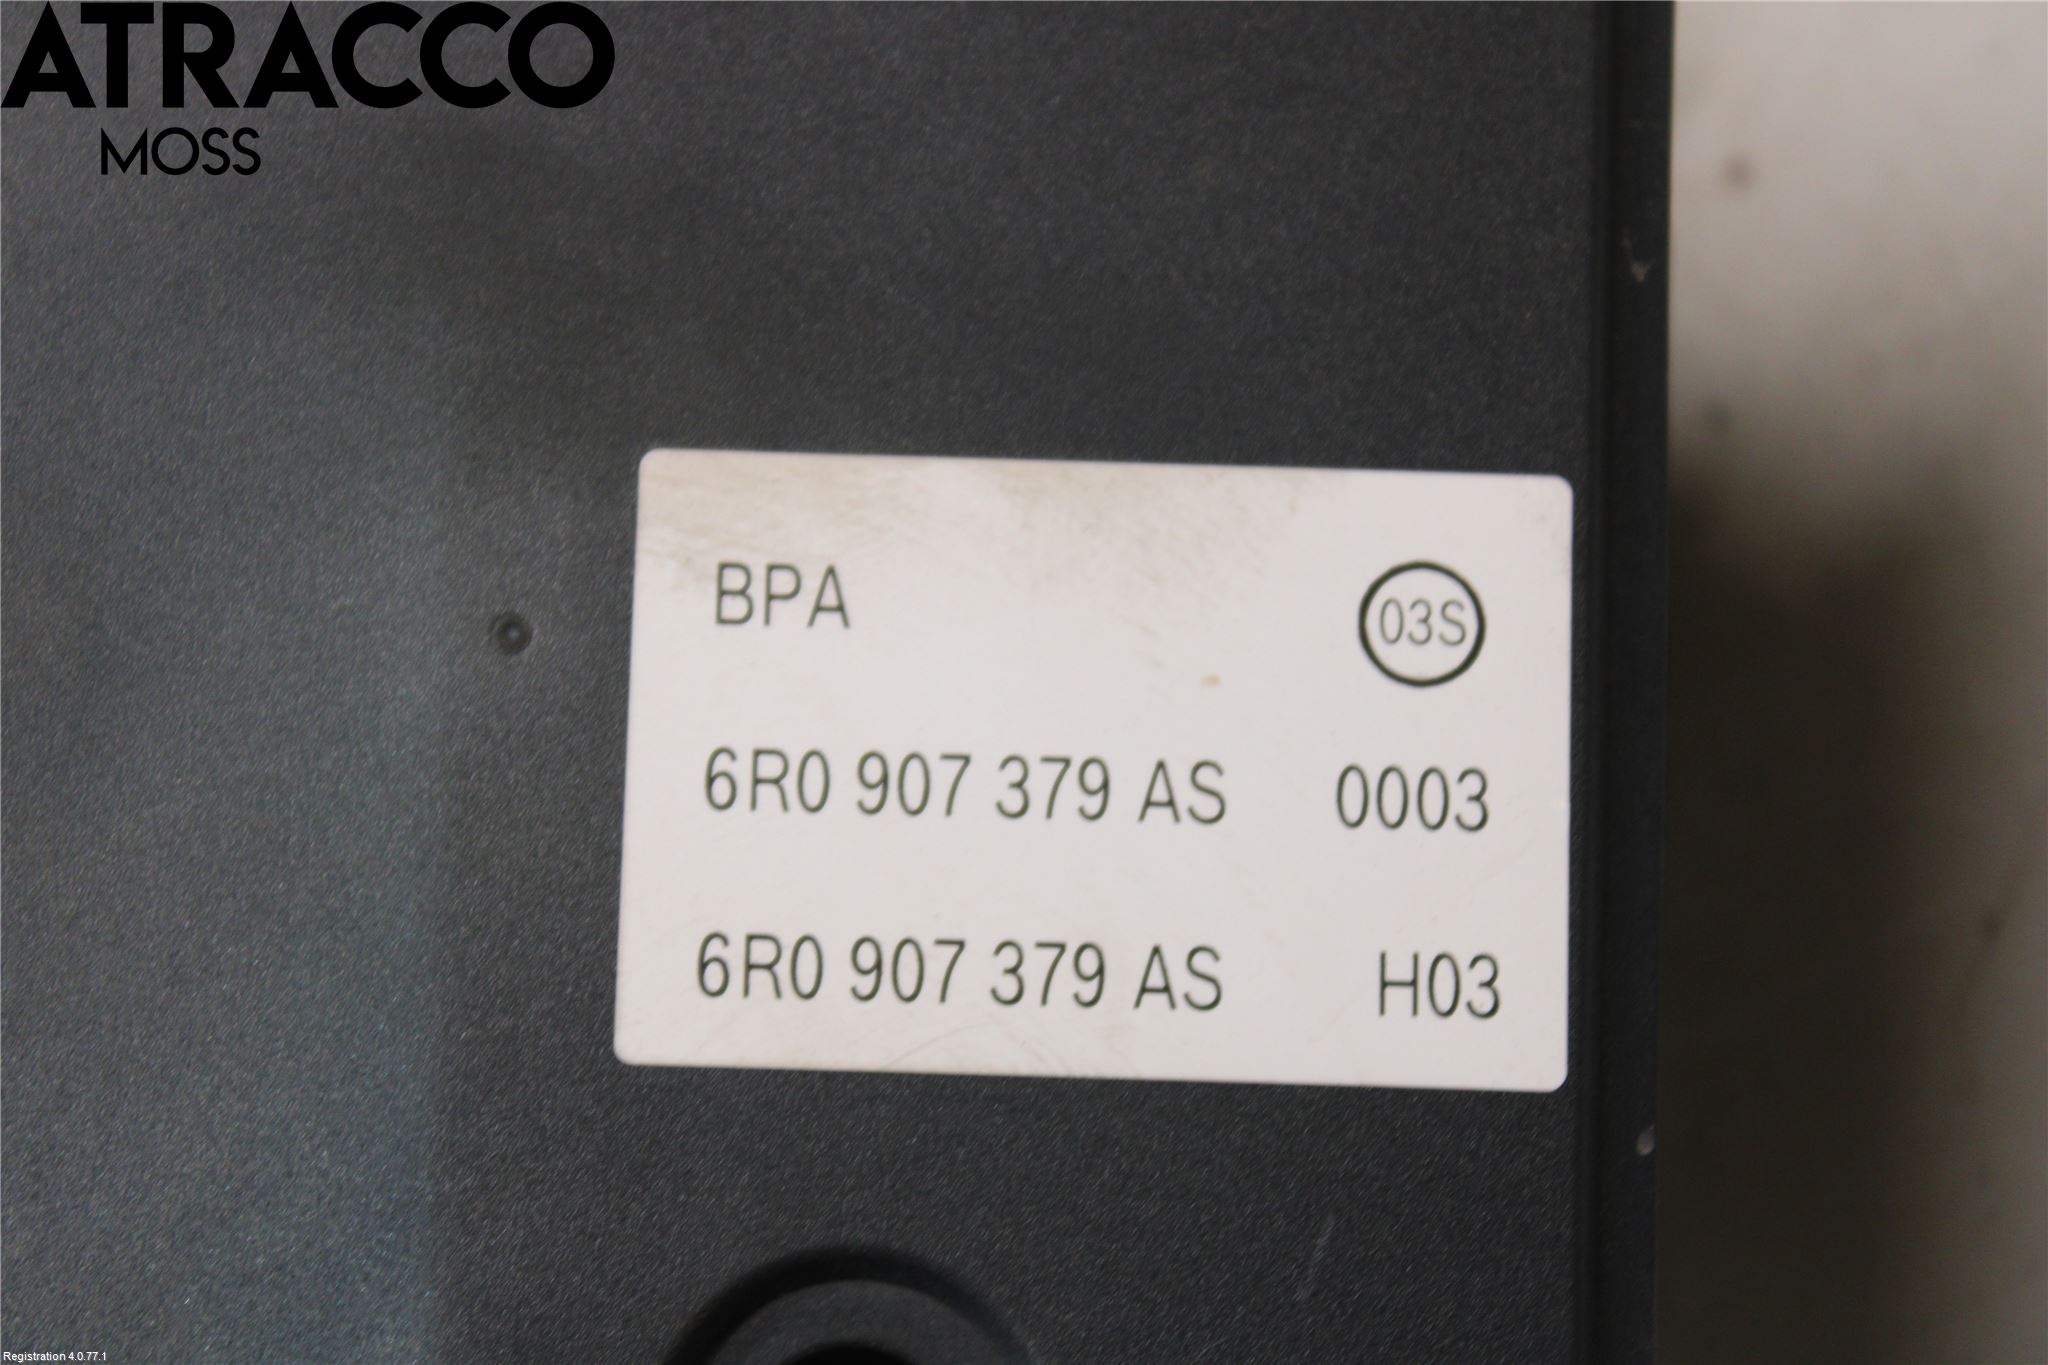 ATRACCO
MOSS
BPA 03S
6R0 907 379 AS 0003
6R0 907 379 AS H03
Registration 4.0.77.1